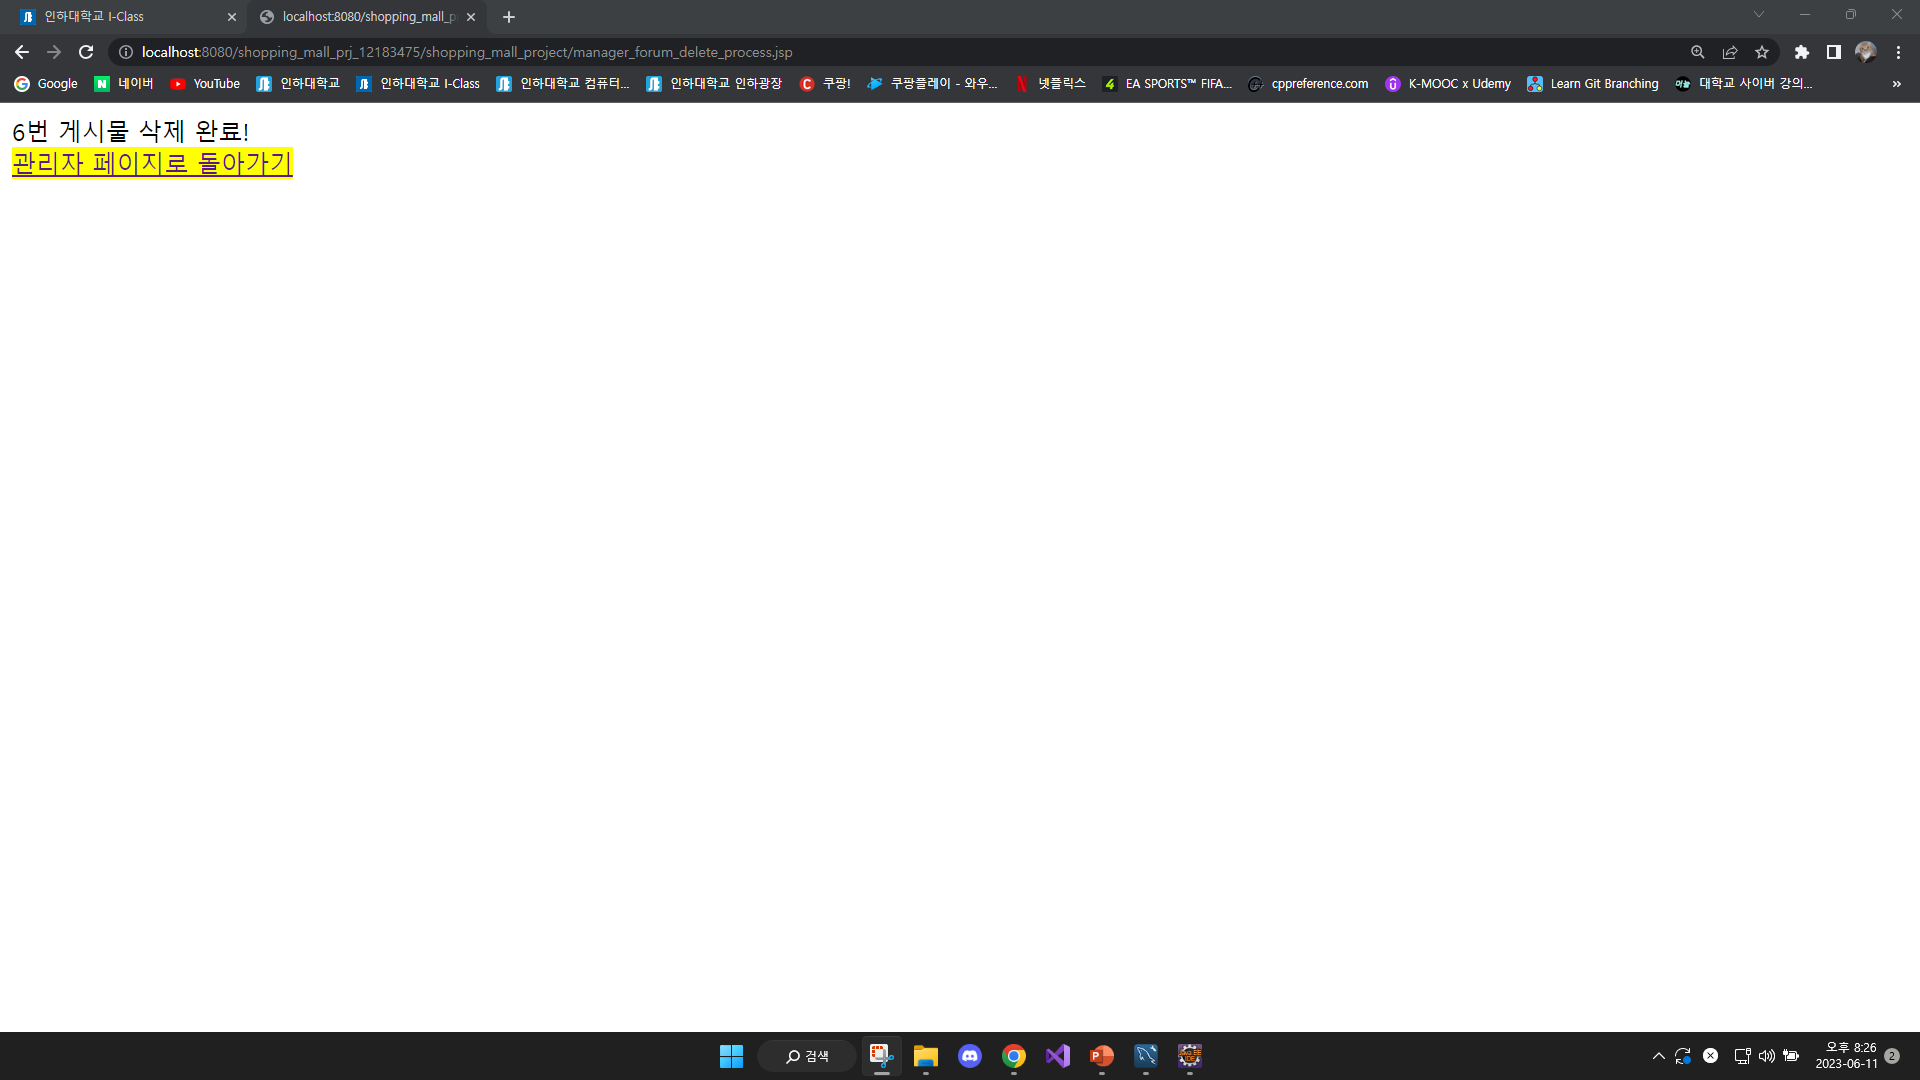 인하대학교 I-Class
localhost:8080/shopping_mall_p
localhost:8080/shopping_mall_prj_12183475/shopping_mall_project/manager_forum_delete_process.jsp
Google 네이버 YouTube 인하대학교 인하대학교 I-Class 인하대학교 컴퓨터... 인하대학교 인하광장 쿠팡! 쿠팡플레이 - 와우... 넷플릭스 EA SPORTS™ FIFA... cppreference.com K-MOOC x Udemy Learn Git Branching 대학교 사이버 강의... »
6번 게시물 삭제 완료!
관리자 페이지로 돌아가기
검색
오후 8:26
2023-06-11
2